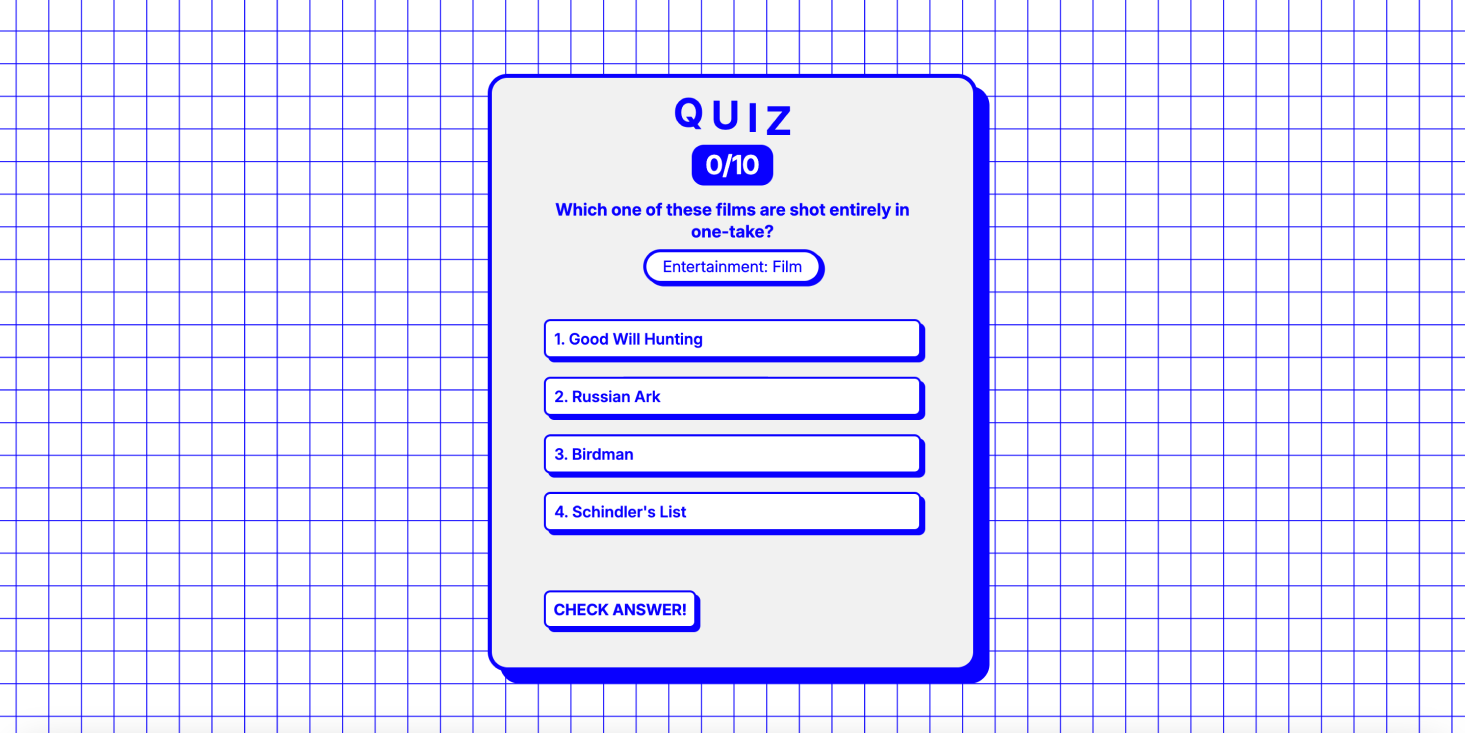 QUIZ
0/10
Which one of these films are shot entirely in
one-take?
Entertainment: Film
1. Good Will Hunting
2. Russian Ark
3. Birdman
4. Schindler's List
CHECK ANSWER!